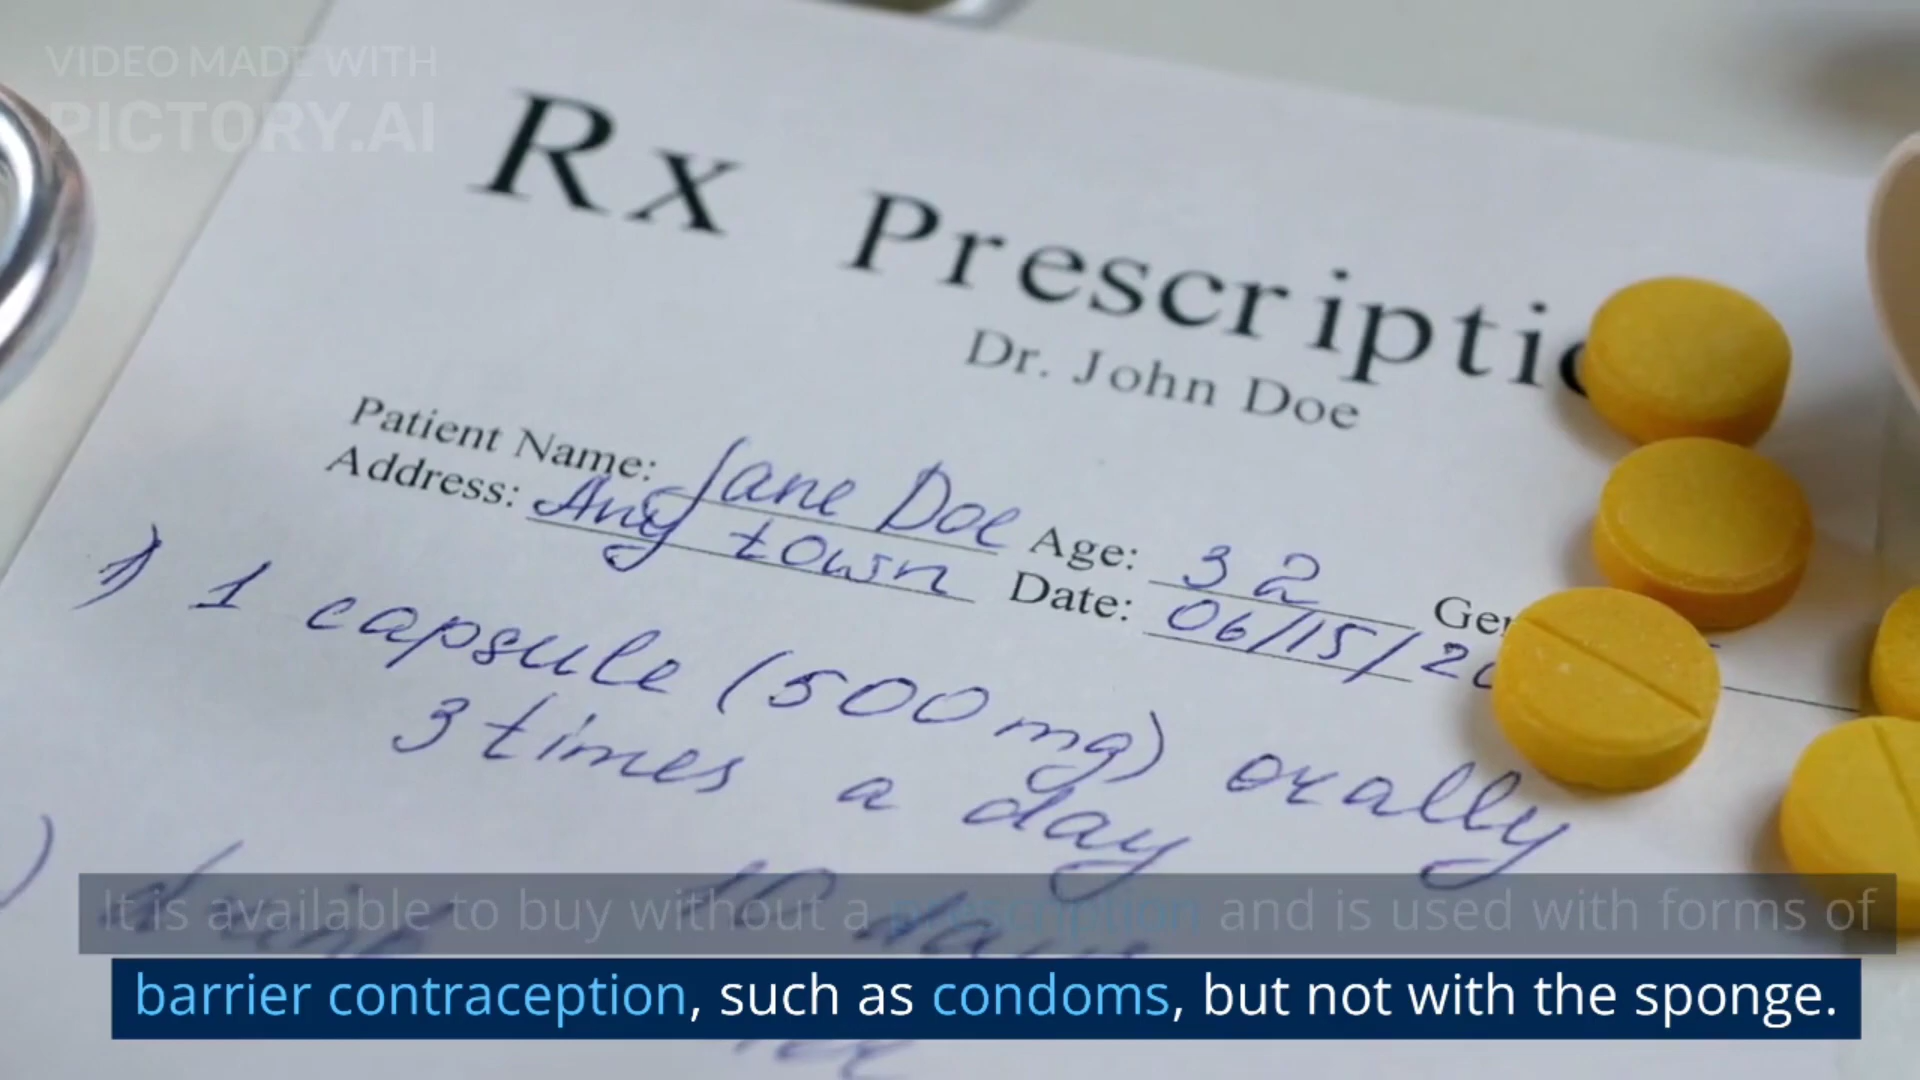 VIDEO MADE WITH
PICTORY.AI
Rx Prescriptio
Dr. John Doe
Patient Name: Jane Doe Age: 32
Address: Any town Date: 06/15/20
1) 1 capsule (500mg) orally
3 times a day
It is available to buy without a prescription and is used with forms of
barrier contraception, such as condoms, but not with the sponge.